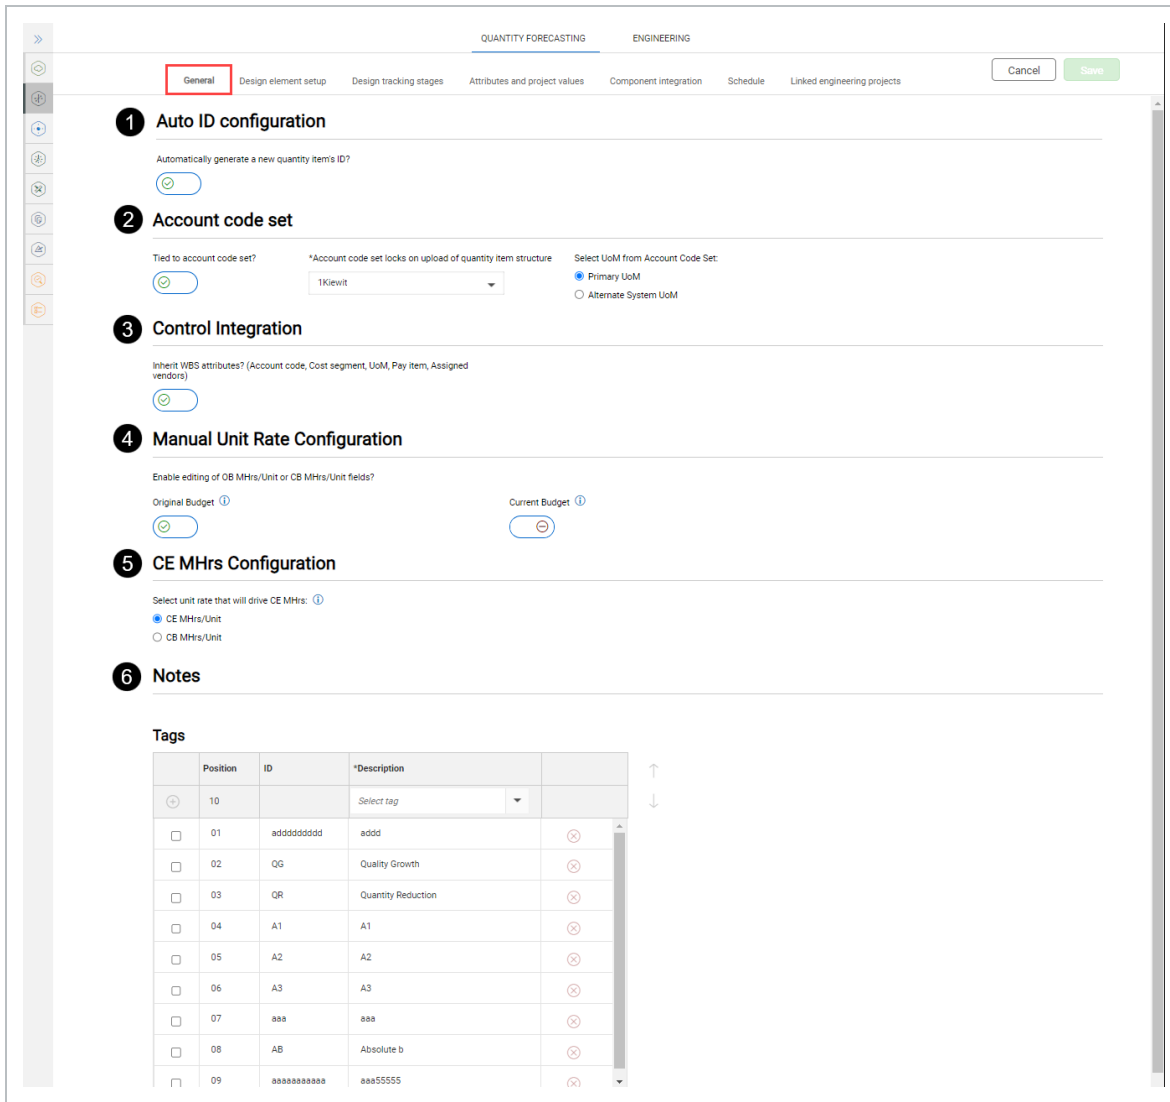 QUANTITY FORECASTING ENGINEERING
General Design element setup Design tracking stages Attributes and project values Component integration Schedule Linked engineering projects Cancel Save
1 Auto ID configuration
Automatically generate a new quantity item's ID?
2 Account code set
Tied to account code set? *Account code set locks on upload of quantity item structure Select UoM from Account Code Set:
1Kiewit Primary UoM
Alternate System UoM
3 Control Integration
Inherit WBS attributes? (Account code, Cost segment, UoM, Pay item, Assigned
vendors)
4 Manual Unit Rate Configuration
Enable editing of OB MHrs/Unit or CB MHrs/Unit fields?
Original Budget Current Budget
5 CE MHrs Configuration
Select unit rate that will drive CE MHrs:
CE MHrs/Unit
CB MHrs/Unit
6 Notes
Tags
Position ID *Description
10 Select tag
01 addddddddd addd
02 QG Quality Growth
03 QR Quantity Reduction
04 A1 A1
05 A2 A2
06 A3 A3
07 aaa aaa
08 AB Absolute b
09 aaaaaaaaaaa aaa55555